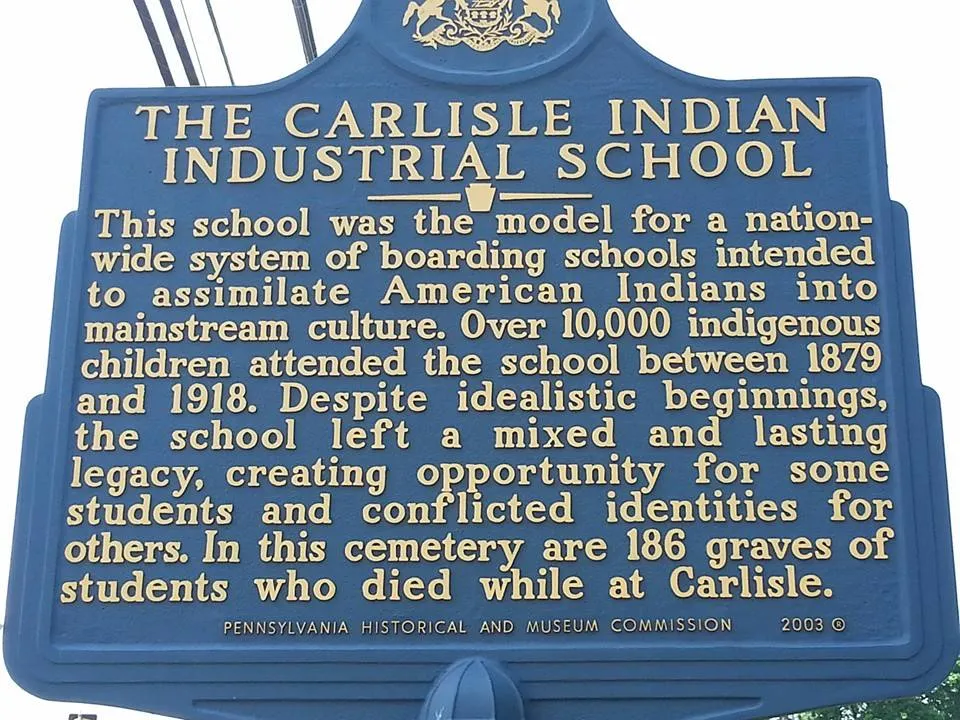 THE CARLISLE INDIAN
INDUSTRIAL SCHOOL
This school was the model for a nation-
wide system of boarding schools intended
to assimilate American Indians into
mainstream culture. Over 10,000 indigenous
children attended the school between 1879
and 1918. Despite idealistic beginnings,
the school left a mixed and lasting
legacy, creating opportunity for some
students and conflicted identities for
others. In this cemetery are 186 graves of
students who died while at Carlisle.
PENNSYLVANIA HISTORICAL AND MUSEUM COMMISSION 2003 ®